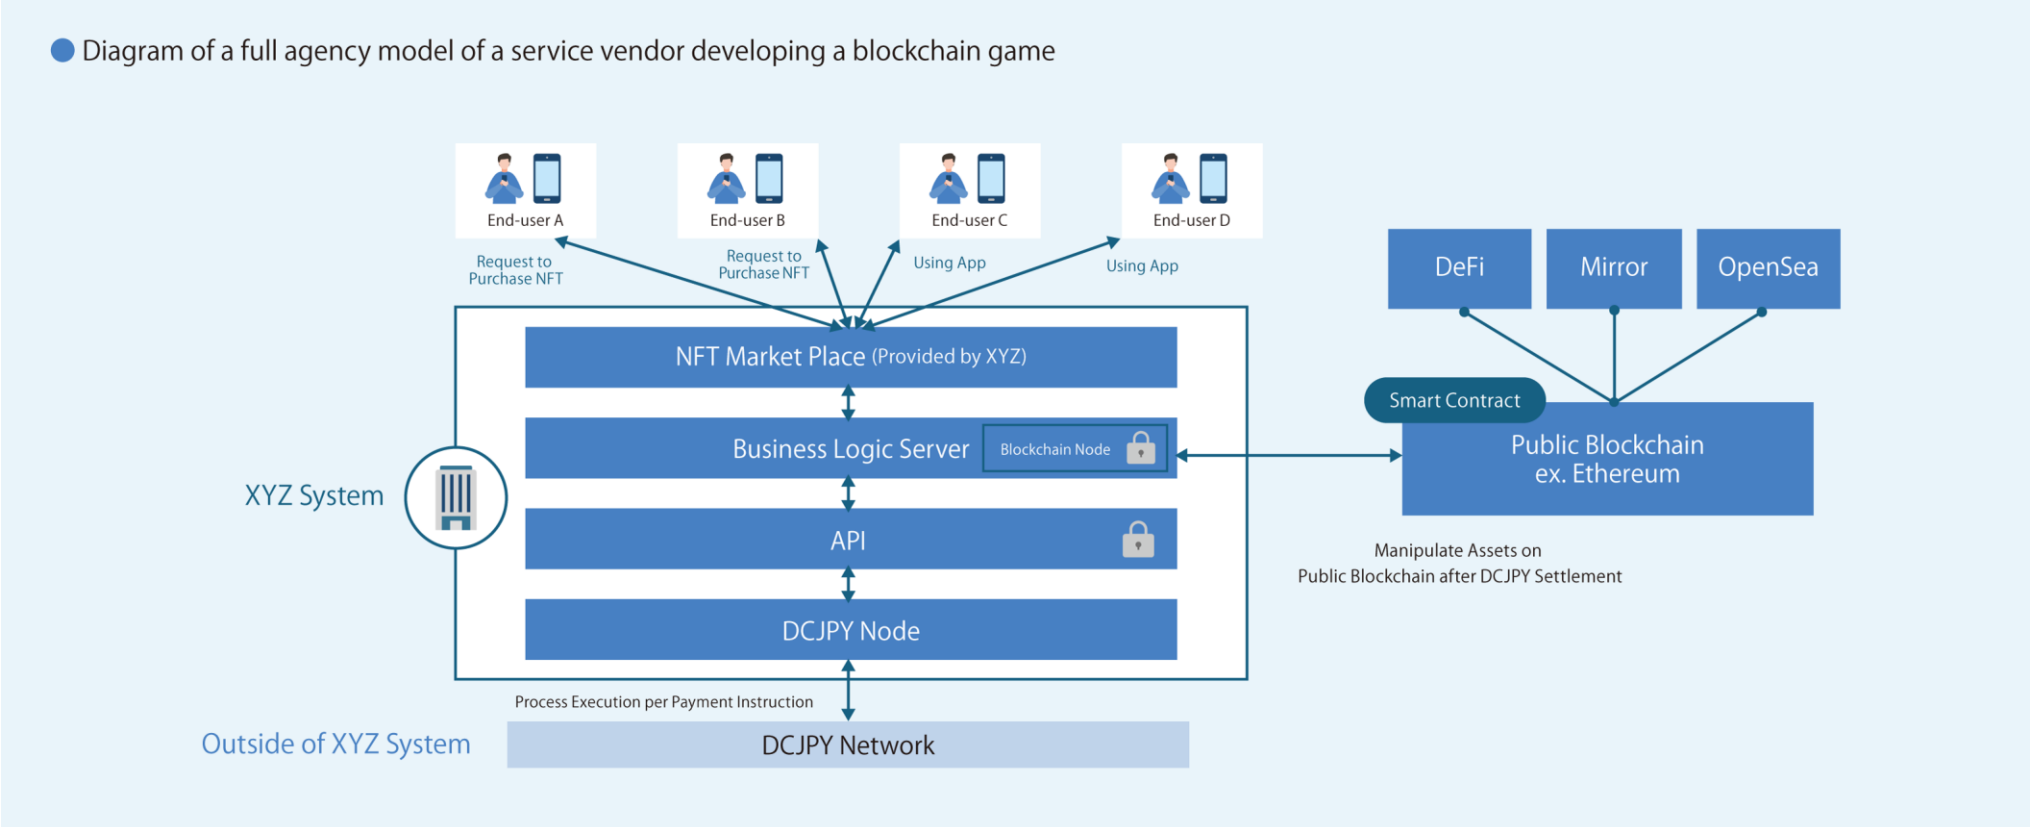 Diagram of a full agency model of a service vendor developing a blockchain game
End-user A
End-user B
End-user C
End-user D
Request to
Purchase NFT
Request to
Purchase NFT
Using App
Using App
DeFi
Mirror
OpenSea
NFT Market Place (Provided by XYZ)
Smart Contract
Business Logic Server
Blockchain Node
Public Blockchain
ex. Ethereum
XYZ System
API
Manipulate Assets on
Public Blockchain after DCJPY Settlement
DCJPY Node
Process Execution per Payment Instruction
Outside of XYZ System
DCJPY Network